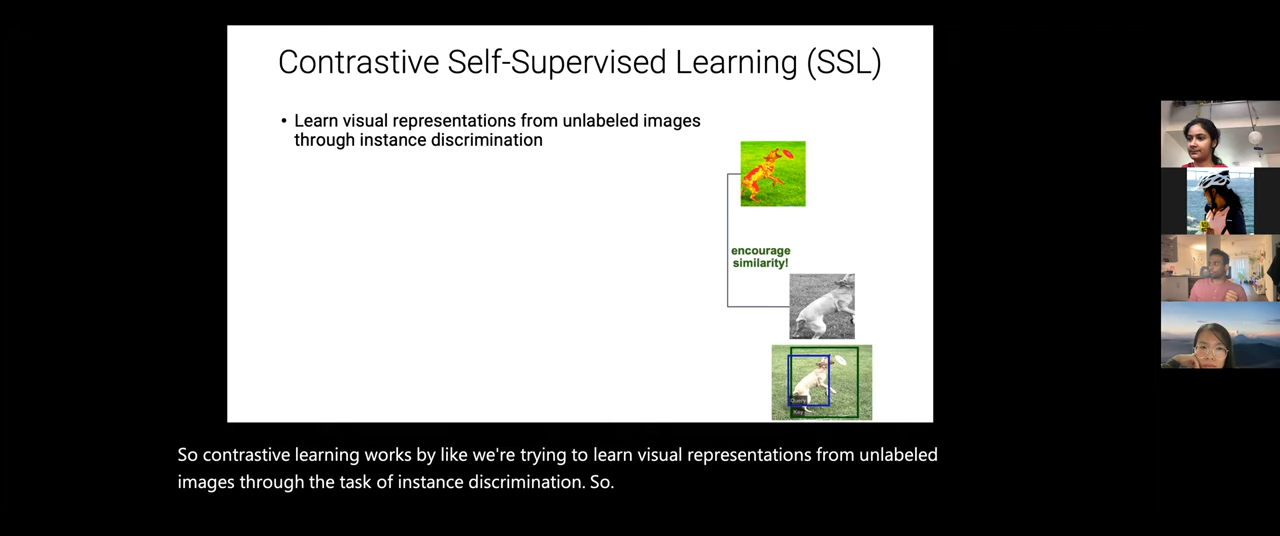 Contrastive Self-Supervised Learning (SSL)
• Learn visual representations from unlabeled images
through instance discrimination
encourage
similarity!
Query
Key
So contrastive learning works by like we're trying to learn visual representations from unlabeled
images through the task of instance discrimination. So.